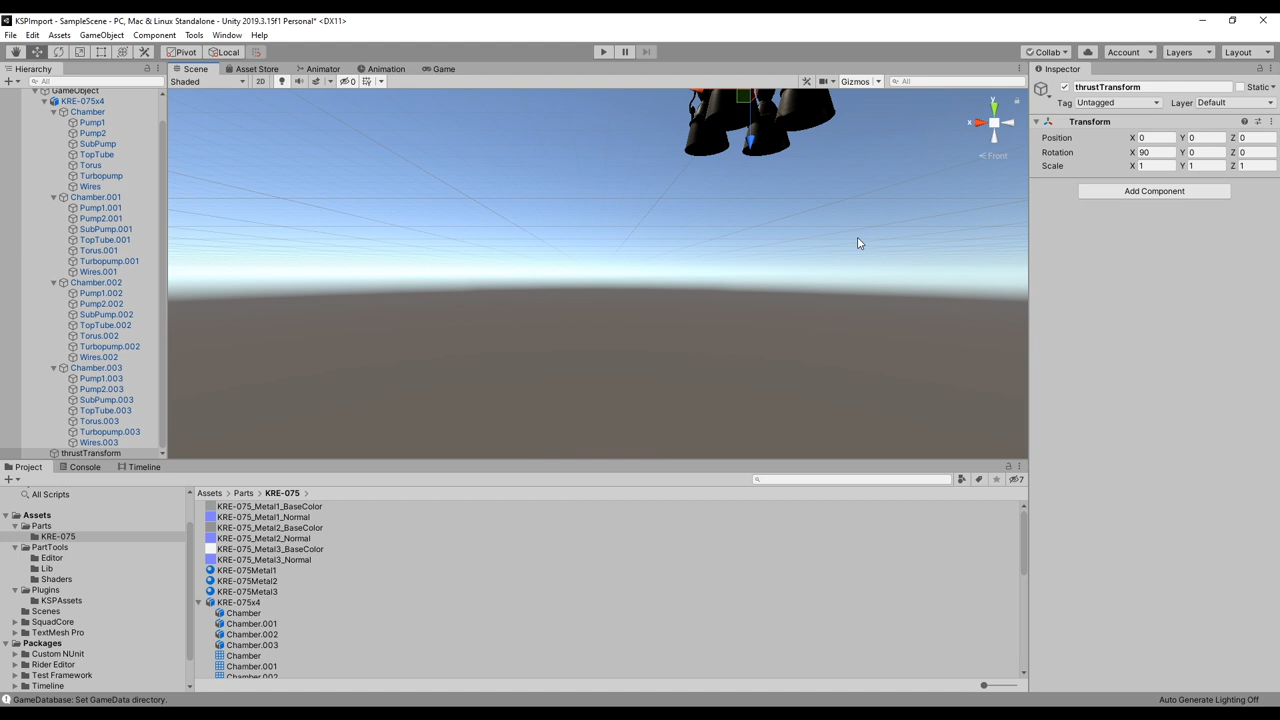 KSPImport - SampleScene - PC, Mac & Linux Standalone - Unity 2019.3.15f1 Personal* <DX11>
File Edit Assets GameObject Component Tools Window Help
Pivot Local Collab Account Layers Layout
Hierarchy Scene Asset Store Animator Animation Game Inspector
All Shaded 2D 0 Gizmos All
GameObject
KRE-075x4
Chamber
Pump1
Pump2
SubPump
TopTube
Torus
Turbopump
Wires
Chamber.001
Pump1.001
Pump2.001
SubPump.001
TopTube.001
Torus.001
Turbopump.001
Wires.001
Chamber.002
Pump1.002
Pump2.002
SubPump.002
TopTube.002
Torus.002
Turbopump.002
Wires.002
Chamber.003
Pump1.003
Pump2.003
SubPump.003
TopTube.003
Torus.003
Turbopump.003
Wires.003
thrustTransform
y
x
Front
thrustTransform Static
Tag Untagged Layer Default
Transform
Position X 0 Y 0 Z 0
Rotation X 90 Y 0 Z 0
Scale X 1 Y 1 Z 1
Add Component
Project Console Timeline
7
All Scripts
Assets
Parts
KRE-075
PartTools
Editor
Lib
Shaders
Plugins
KSPAssets
Scenes
SquadCore
TextMesh Pro
Packages
Custom NUnit
Rider Editor
Test Framework
Timeline
Assets > Parts > KRE-075 >
KRE-075_Metal1_BaseColor
KRE-075_Metal1_Normal
KRE-075_Metal2_BaseColor
KRE-075_Metal2_Normal
KRE-075_Metal3_BaseColor
KRE-075_Metal3_Normal
KRE-075Metal1
KRE-075Metal2
KRE-075Metal3
KRE-075x4
Chamber
Chamber.001
Chamber.002
Chamber.003
Chamber
Chamber.001
Chamber.002
GameDatabase: Set GameData directory. Auto Generate Lighting Off